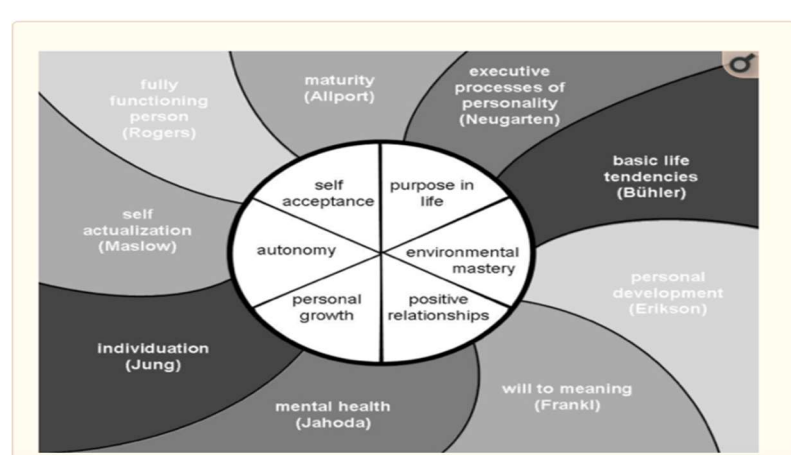 fully
functioning
person
(Rogers)
maturity
(Allport)
executive
processes of
personality
(Neugarten)
basic life
tendencies
(Bühler)
self
actualization
(Maslow)
self
acceptance
purpose in
life
autonomy
environmental
mastery
personal
growth
positive
relationships
personal
development
(Erikson)
individuation
(Jung)
mental health
(Jahoda)
will to meaning
(Frankl)